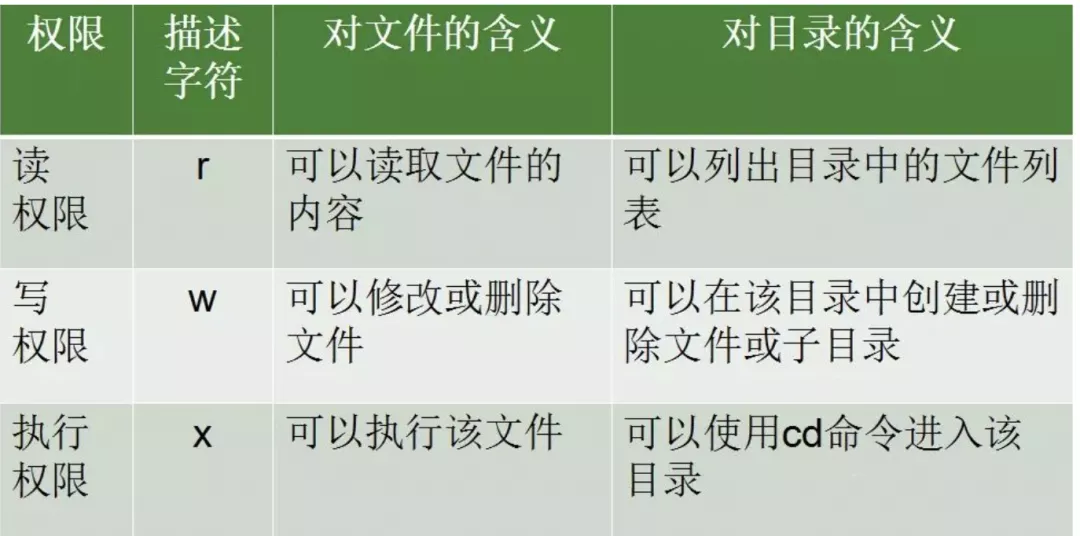 权限
描述
字符
对文件的含义
对目录的含义
读
权限
r
可以读取文件的
内容
可以列出目录中的文件列
表
写
权限
w
可以修改或删除
文件
可以在该目录中创建或删
除文件或子目录
执行
权限
x
可以执行该文件
可以使用cd命令进入该
目录